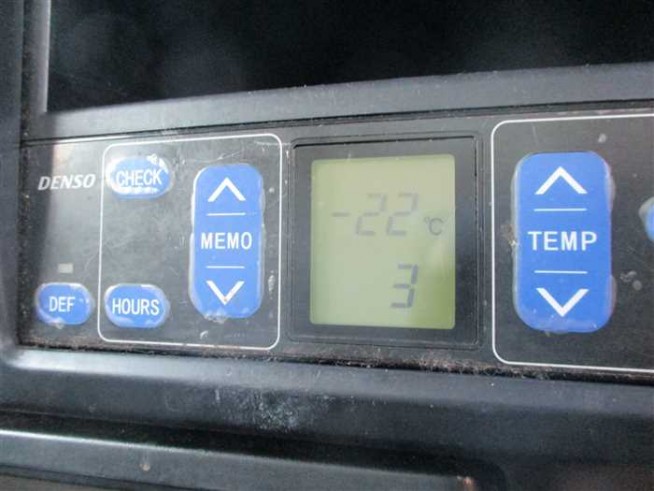 DENSO
CHECK
MEMO
DEF
HOURS
-22 °C
3
TEMP